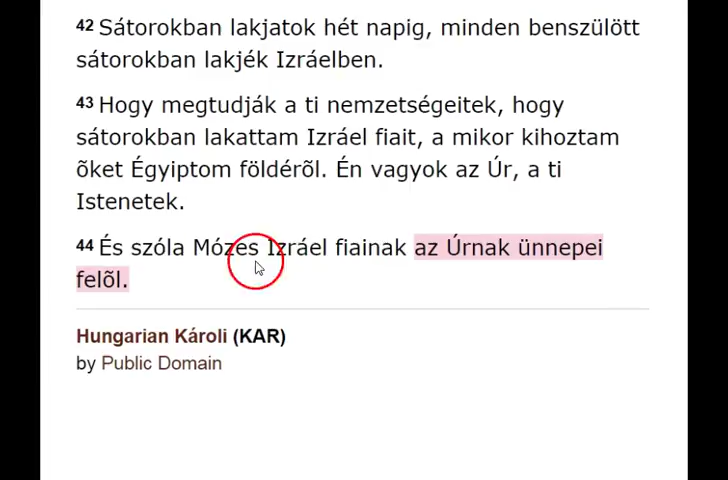 42 Sátorokban lakjatok hét napig, minden benszülött
sátorokban lakjék Izráelben.
43 Hogy megtudják a ti nemzetségeitek, hogy
sátorokban lakattam Izráel fiait, a mikor kihoztam
õket Égyiptom földérõl. Én vagyok az Úr, a ti
Istenetek.
44 És szóla Mózes Izráel fiainak az Úrnak ünnepei
felõl.
Hungarian Károli (KAR)
by Public Domain